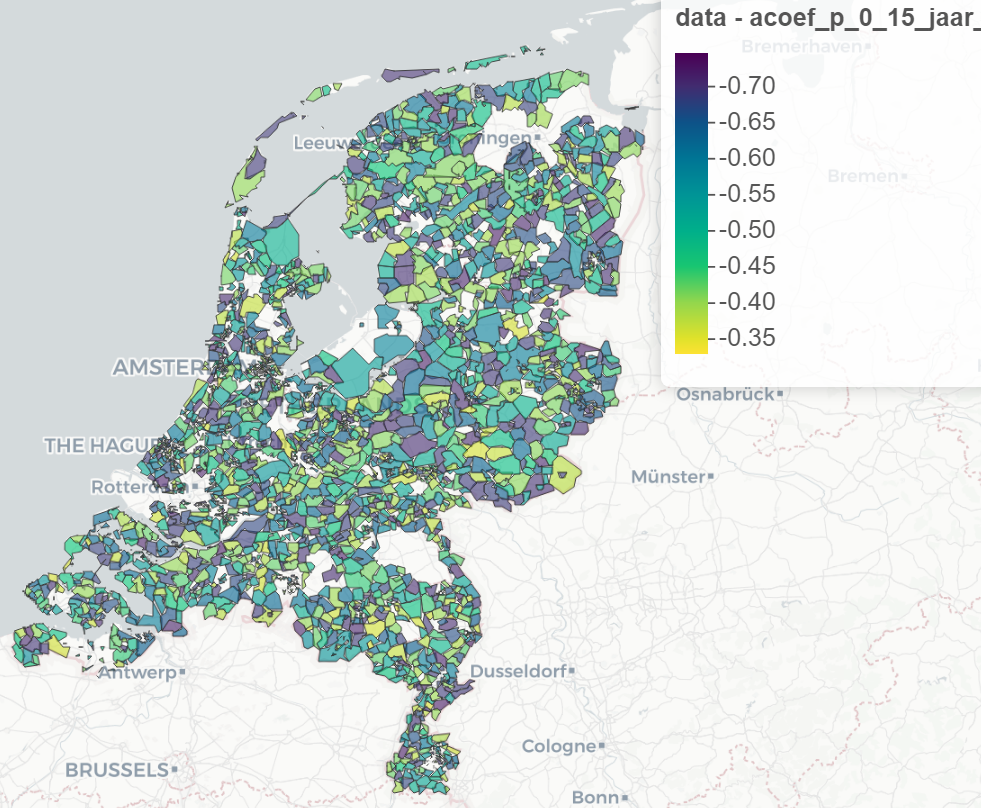 data - acoef_p_0_15_jaar_
Bremerhaven
-0.70
-0.65
-0.60
-0.55
-0.50
-0.45
-0.40
-0.35
Leeuw
ingen
Bremen
AMSTER
Osnabrück
THE HAGU
Münster
Rotterdam
Antwerp
Dusseldorf
Cologne
BRUSSELS
Bonn